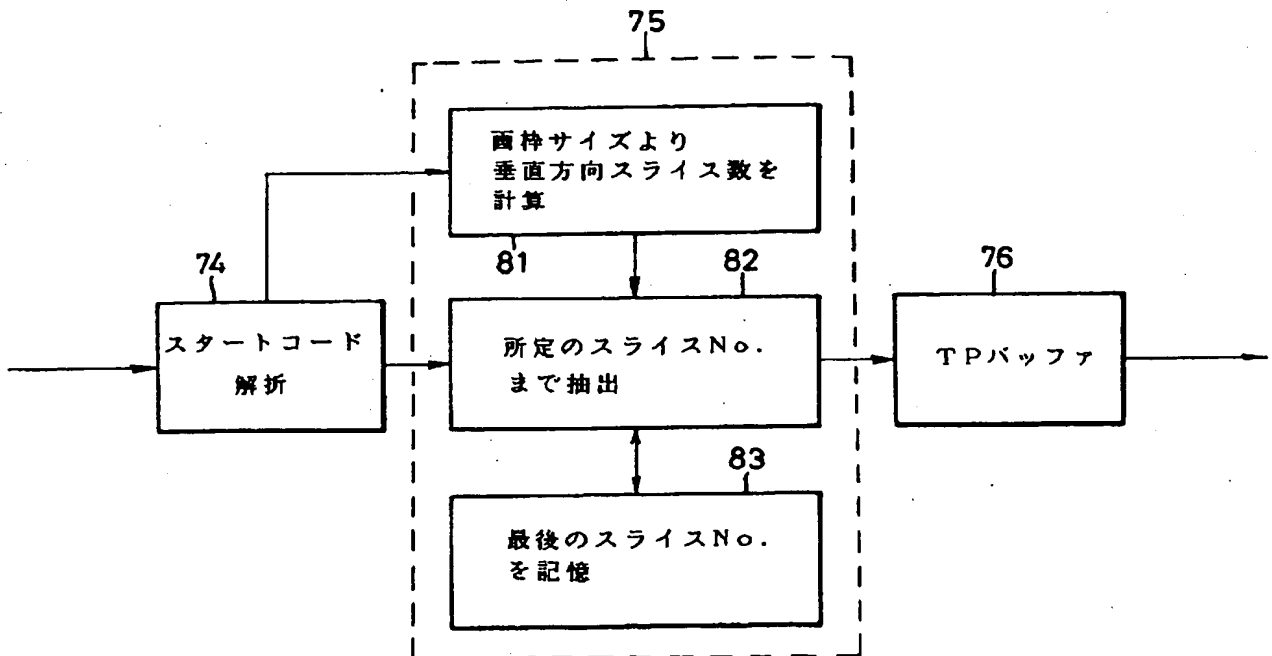 75
画枠サイズより
垂直方向スライス数を
計算
74
81
82
76
スタートコード
解折
所定のスライスNo.
まで抽出
TPバッファ
83
最後のスライスNo.
を記憶